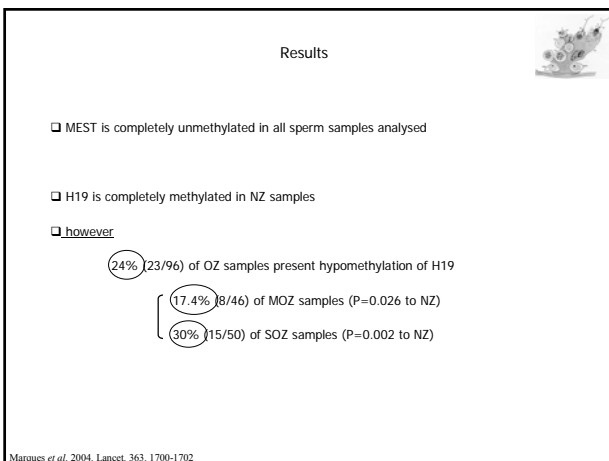 Results
❑ MEST is completely unmethylated in all sperm samples analysed
❑ H19 is completely methylated in NZ samples
❑ however
24% (23/96) of OZ samples present hypomethylation of H19
17.4% (8/46) of MOZ samples (P=0.026 to NZ)
30% (15/50) of SOZ samples (P=0.002 to NZ)
Marques et al, 2004, Lancet, 363, 1700-1702